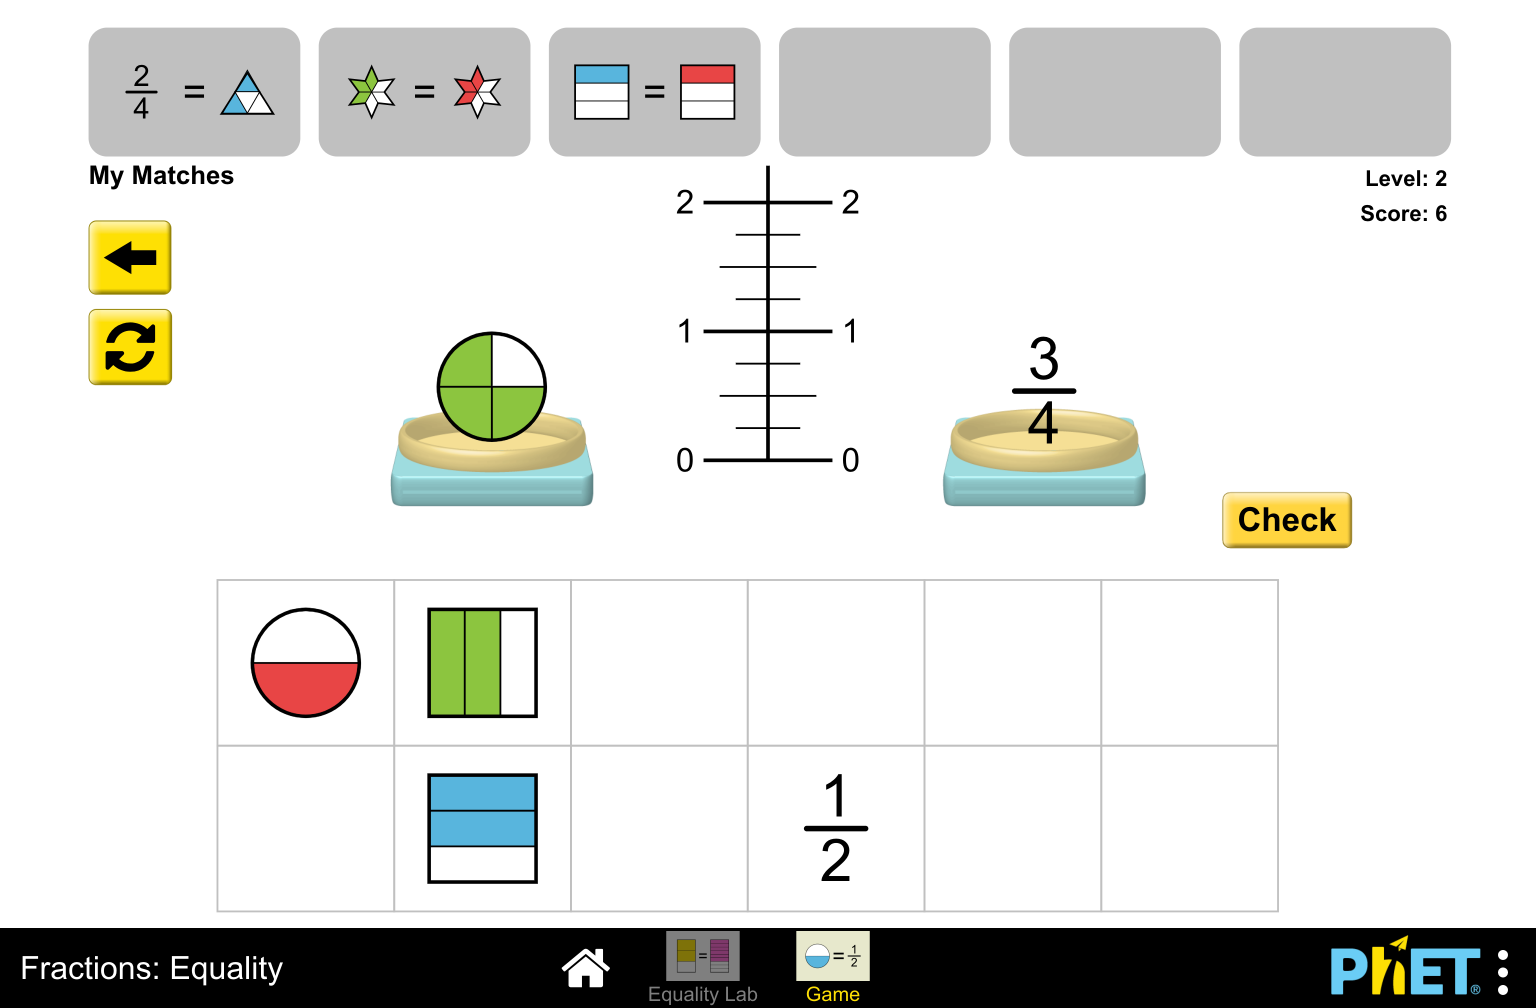 2/4 =
=
=
My Matches
Level: 2
Score: 6
2 2
1 1
0 0
3/4
Check
1/2
Fractions: Equality
=
Equality Lab
= 1/2
Game
PhET®